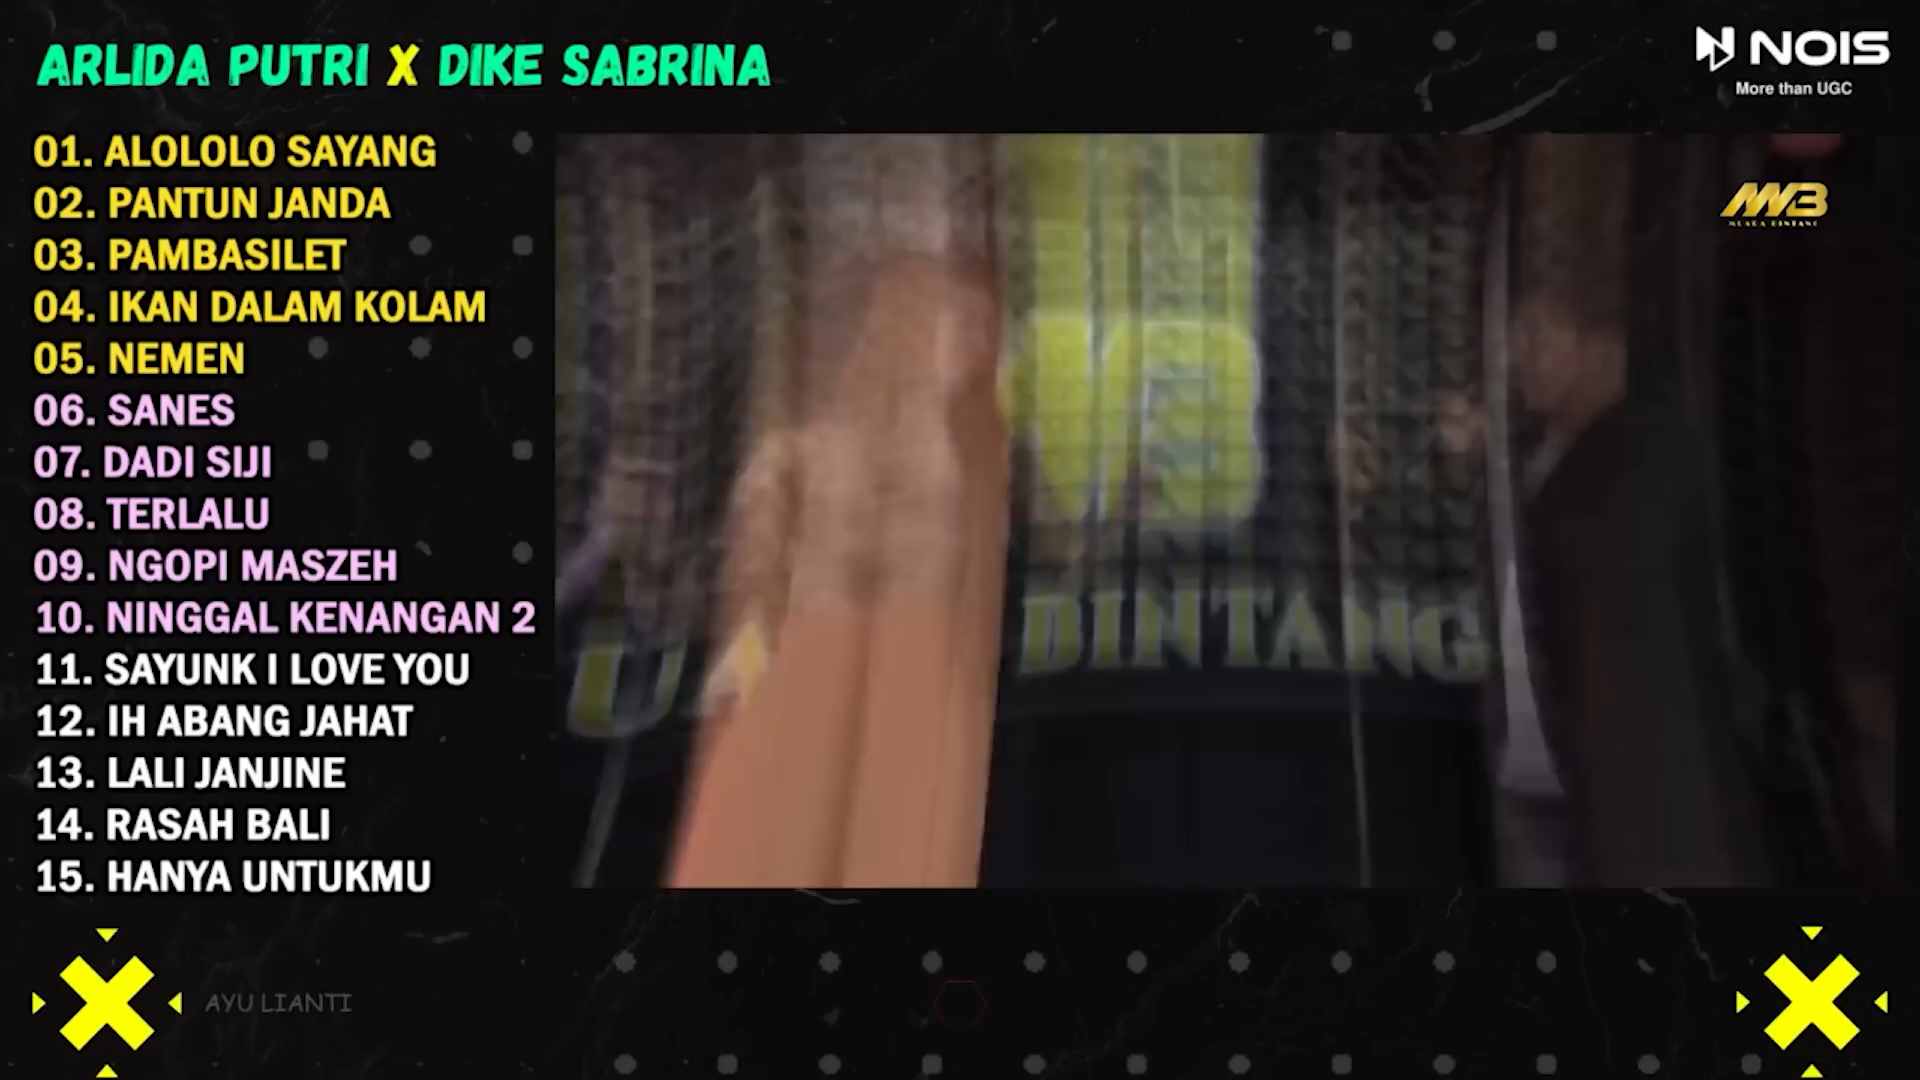 ARLIDA PUTRI X DIKE SABRINA
NOIS
More than UGC
01. ALOLOLO SAYANG
02. PANTUN JANDA
03. PAMBASILET
04. IKAN DALAM KOLAM
05. NEMEN
06. SANES
07. DADI SIJI
08. TERLALU
09. NGOPI MASZEH
10. NINGGAL KENANGAN 2
11. SAYUNK I LOVE YOU
12. IH ABANG JAHAT
13. LALI JANJINE
14. RASAH BALI
15. HANYA UNTUKMU
MB
MUARA BINTANG
UA BINTANG
AYU LIANTI